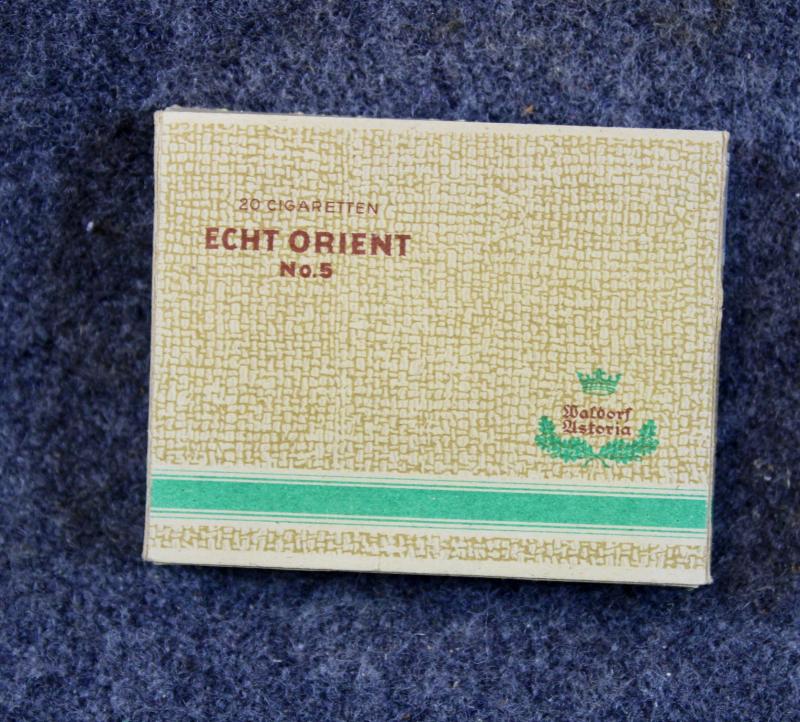 20 CIGARETTEN
ECHT ORIENT
No.5
Waldorf
Astoria